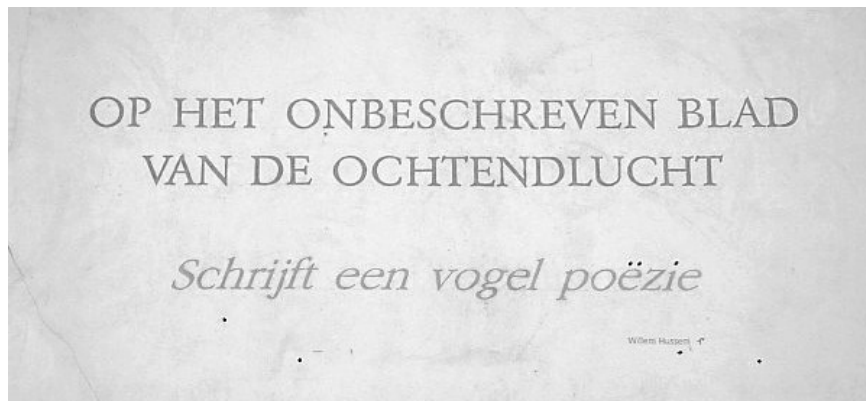 OP HET ONBESCHREVEN BLAD
VAN DE OCHTENDLUCHT
Schrijft een vogel poëzie
Willem Hussem